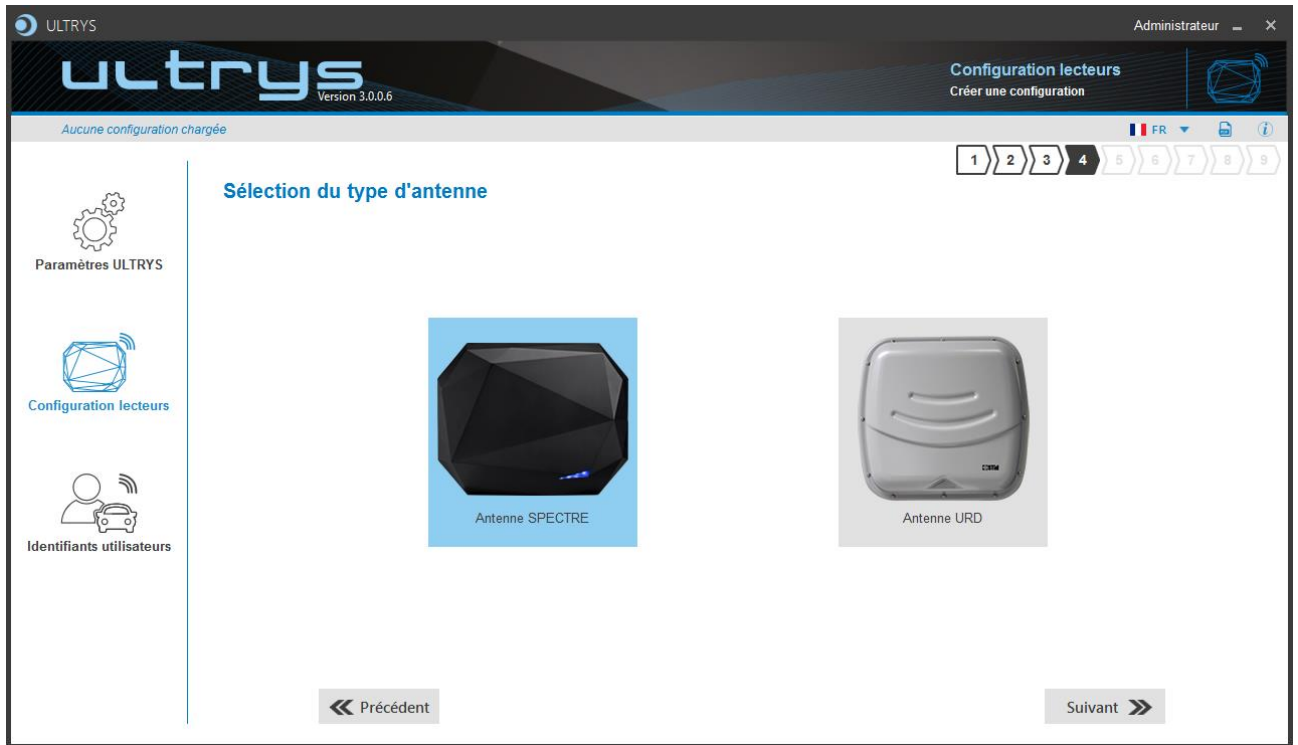 ULTRYS
Administrateur
ultrys
Version 3.0.0.6
Configuration lecteurs
Créer une configuration
Aucune configuration chargée
FR
1 2 3 4 5 6 7 8 9
Sélection du type d'antenne
Paramètres ULTRYS
Configuration lecteurs
Identifiants utilisateurs
Antenne SPECTRE
Antenne URD
Précédent
Suivant